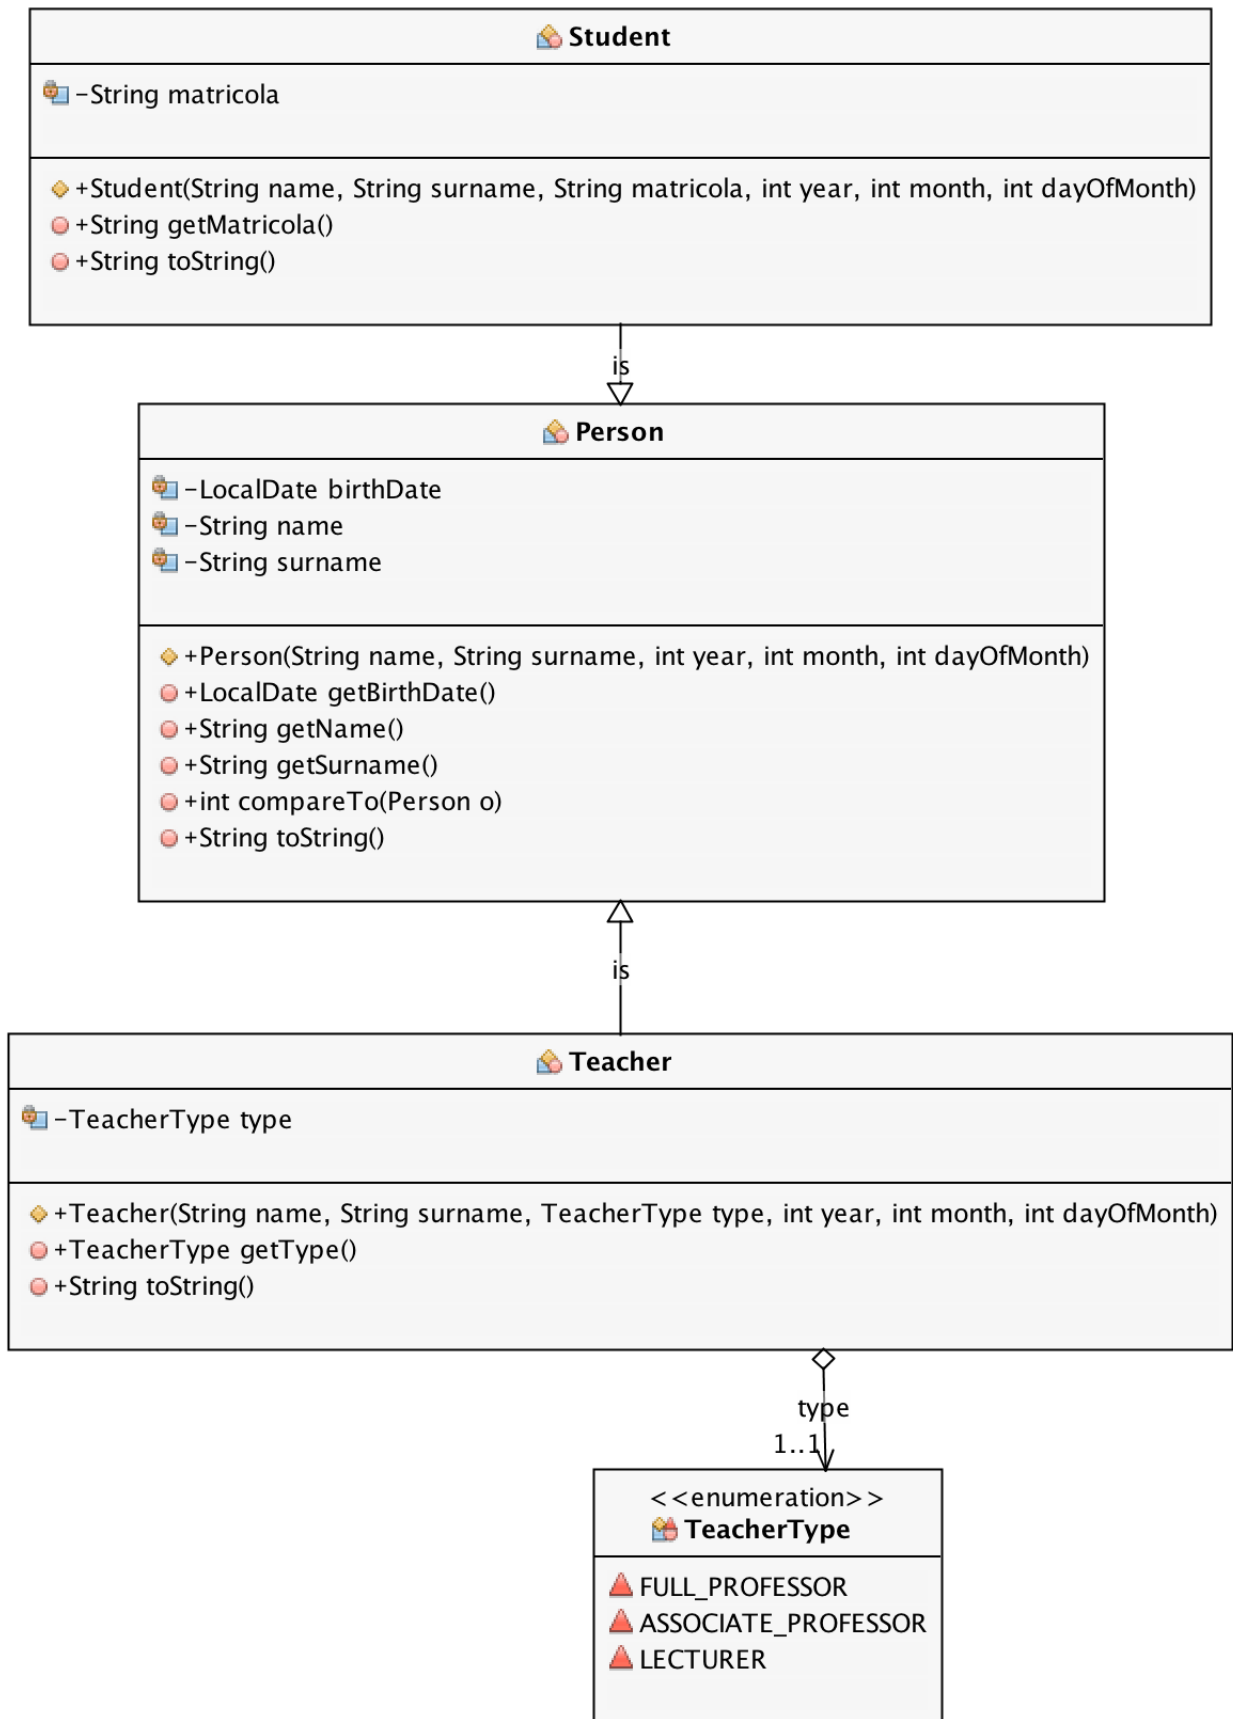 Student
-String matricola
+Student(String name, String surname, String matricola, int year, int month, int dayOfMonth)
+String getMatricola()
+String toString()
is
Person
-LocalDate birthDate
-String name
-String surname
+Person(String name, String surname, int year, int month, int dayOfMonth)
+LocalDate getBirthDate()
+String getName()
+String getSurname()
+int compareTo(Person o)
+String toString()
is
Teacher
-TeacherType type
+Teacher(String name, String surname, TeacherType type, int year, int month, int dayOfMonth)
+TeacherType getType()
+String toString()
type
1..1
<<enumeration>>
TeacherType
FULL_PROFESSOR
ASSOCIATE_PROFESSOR
LECTURER